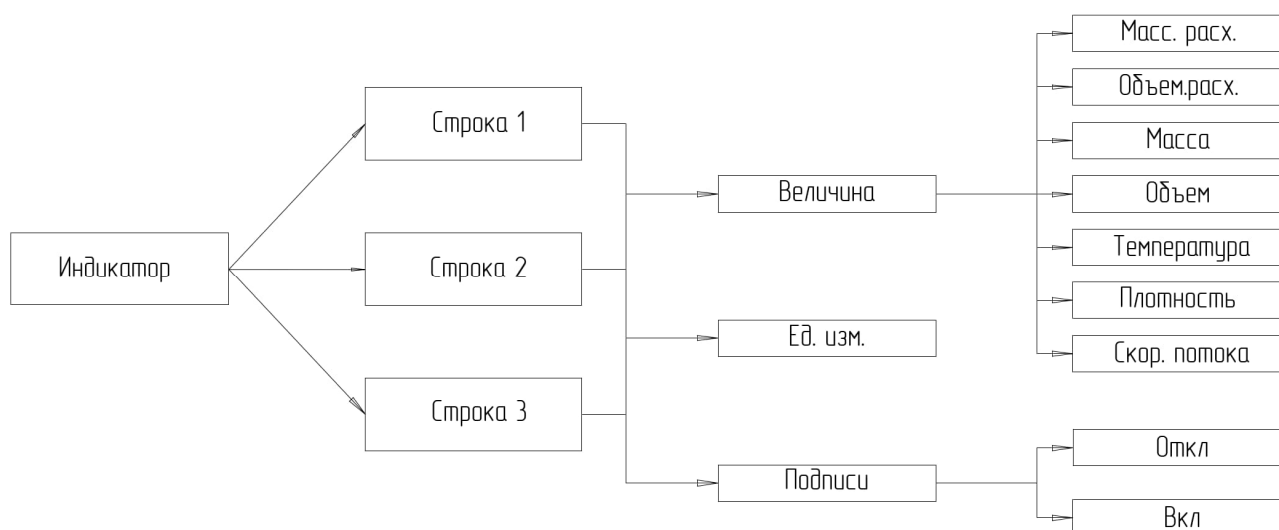 Индикатор
Строка 1
Строка 2
Строка 3
Величина
Ед. изм.
Подписи
Масс. расх.
Объем.расх.
Масса
Объем
Температура
Плотность
Скор. потока
Откл
Вкл